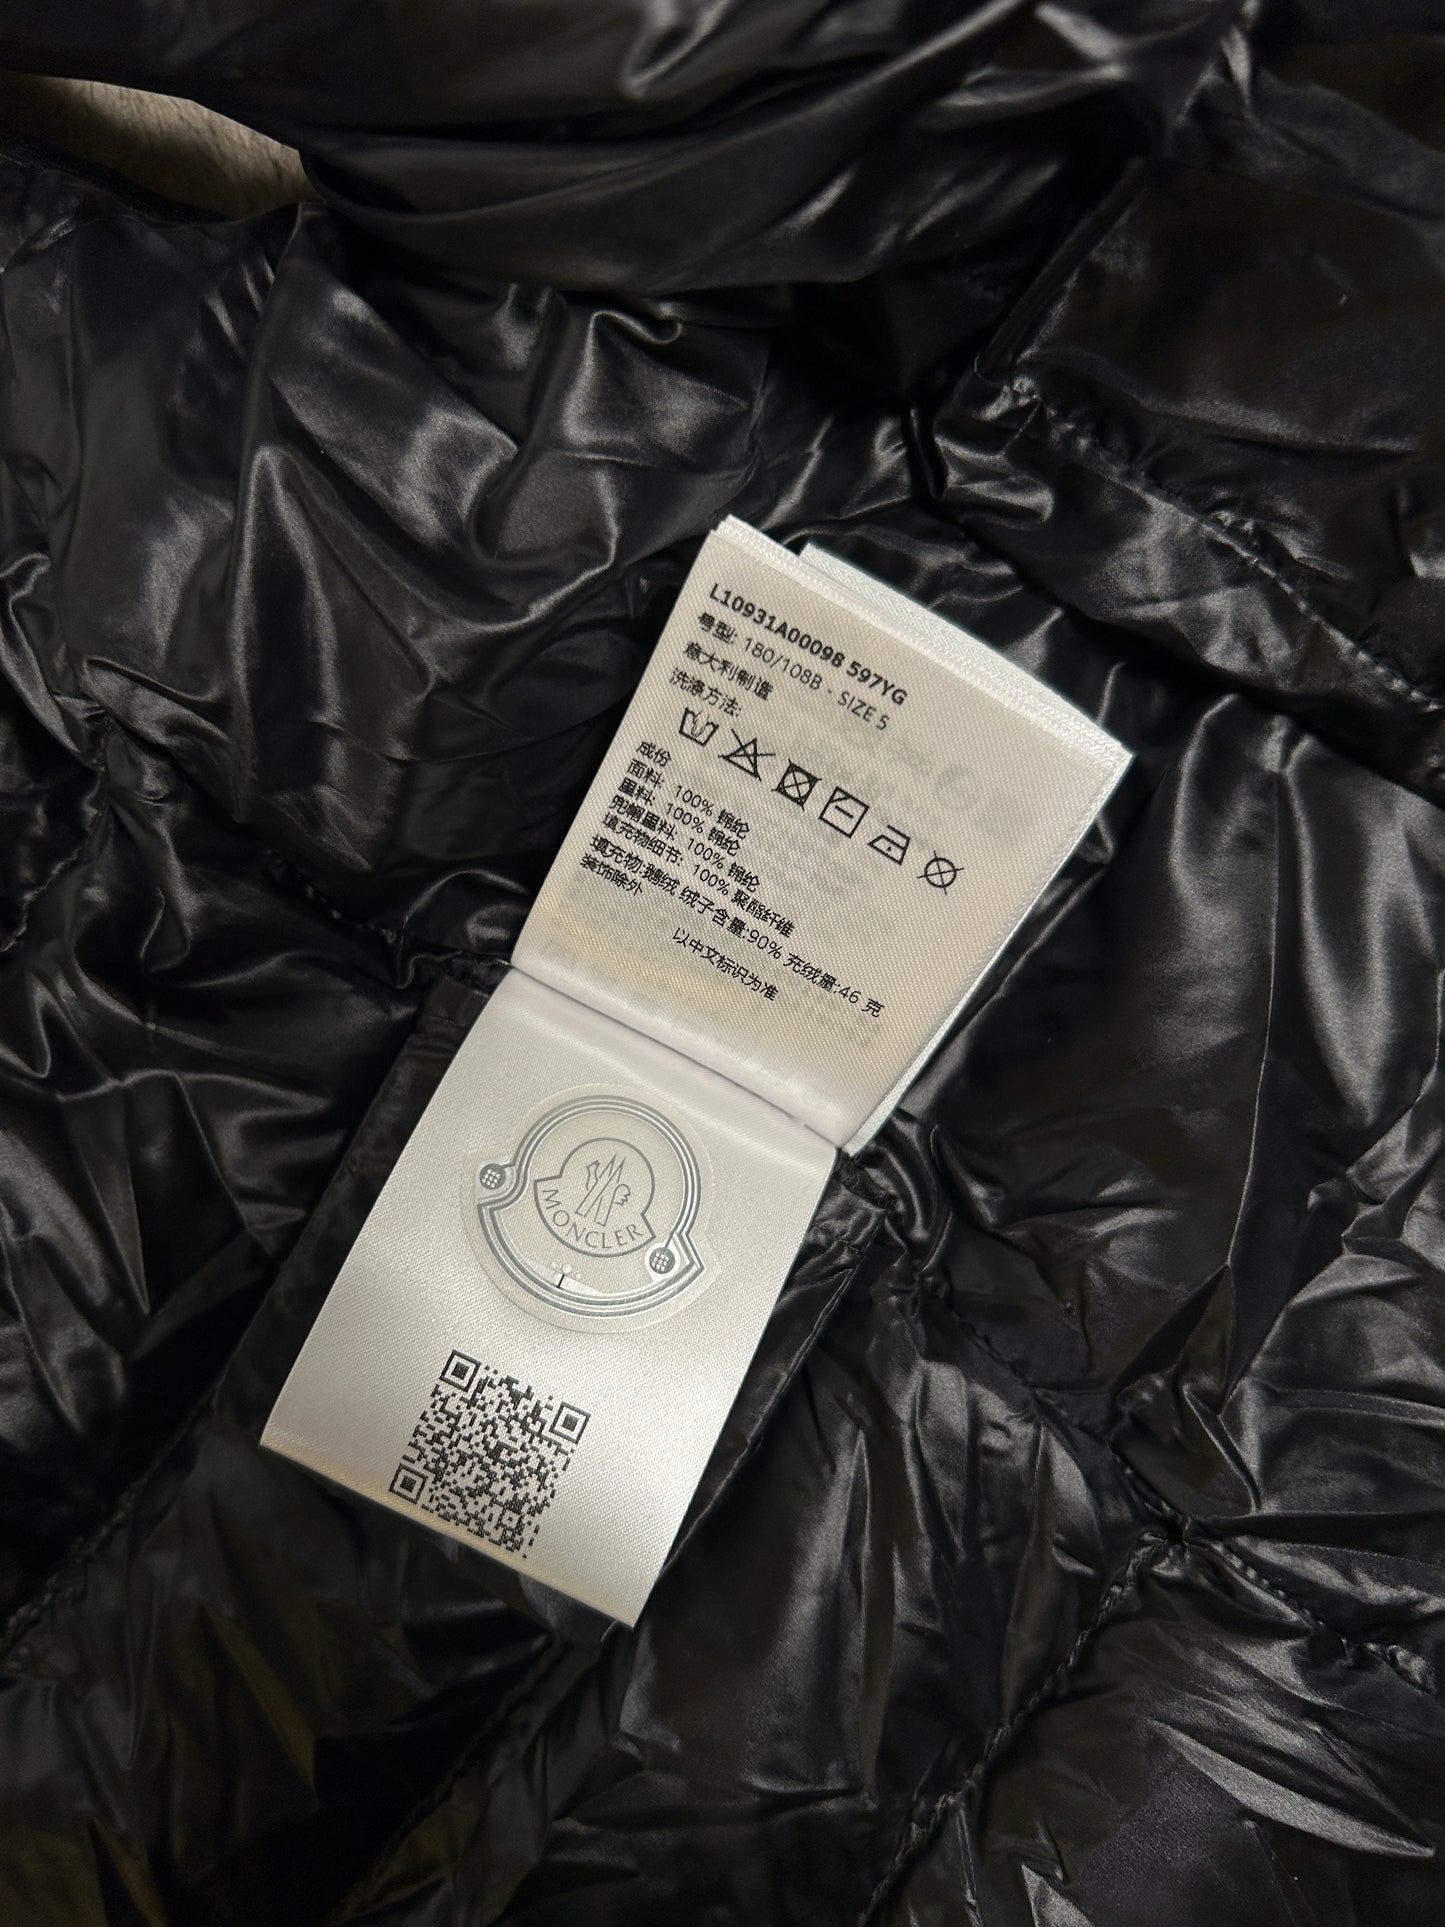 L10931A00098 597YG
号型: 180/108B - SIZE 5
意大利制造
洗涤方法:
成份
面料: 100% 锦纶
里料: 100% 锦纶
兜帽里料: 100% 锦纶
填充物细节: 100% 聚酯纤维
填充物:鹅绒 绒子含量:90% 充绒量:46 克
装饰除外
以中文标识为准
MONCLER
1